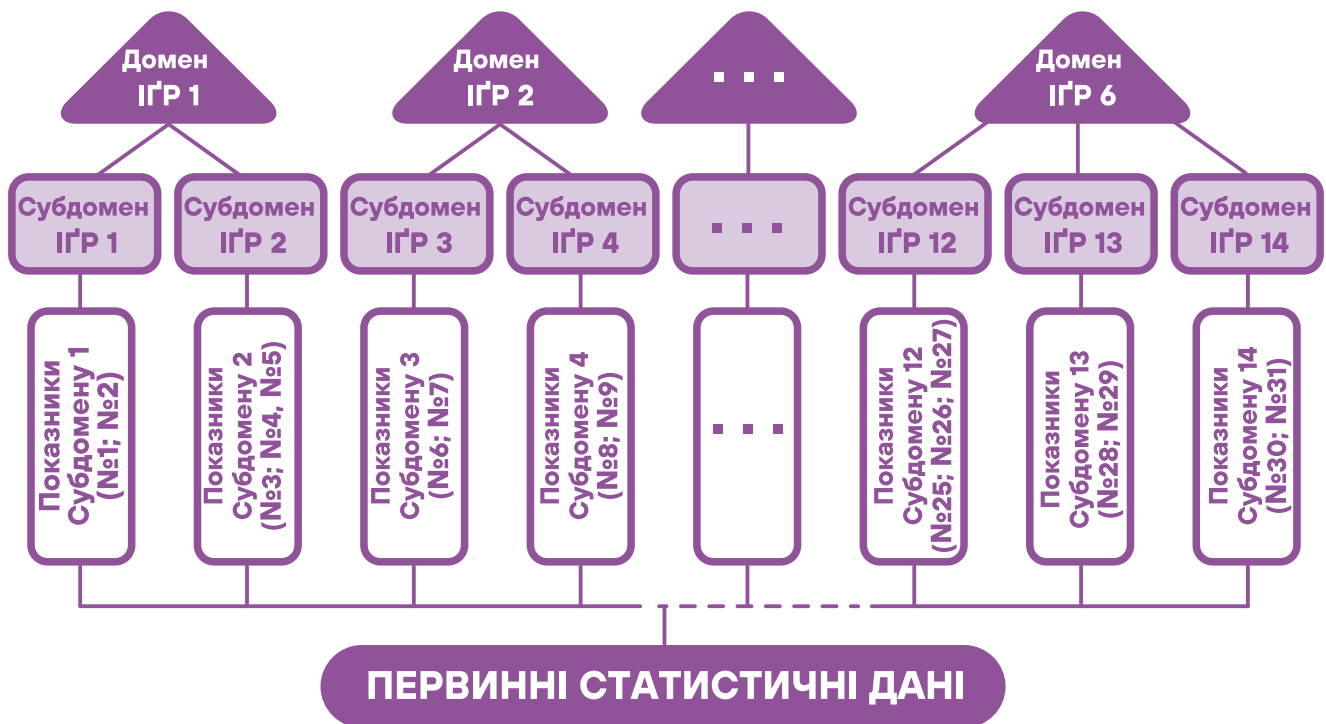 Домен
ІҐР 1
Домен
ІҐР 2
...
Домен
ІҐР 6
Субдомен
ІҐР 1
Субдомен
ІҐР 2
Субдомен
ІҐР 3
Субдомен
ІҐР 4
...
Субдомен
ІҐР 12
Субдомен
ІҐР 13
Субдомен
ІҐР 14
Показники
Субдомену 1
(№1; №2)
Показники
Субдомену 2
(№3; №4, №5)
Показники
Субдомену 3
(№6; №7)
Показники
Субдомену 4
(№8; №9)
...
Показники
Субдомену 12
(№25; №26; №27)
Показники
Субдомену 13
(№28; №29)
Показники
Субдомену 14
(№30; №31)
ПЕРВИННІ СТАТИСТИЧНІ ДАНІ